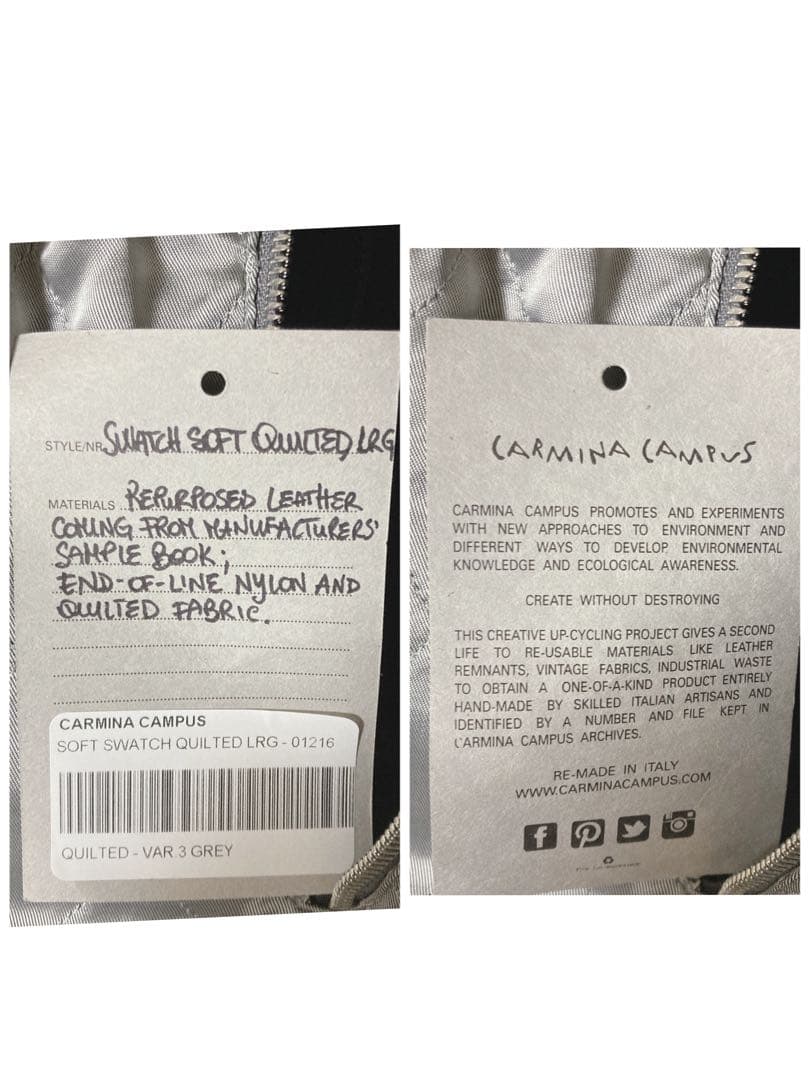 STYLE/NR. SWATCH SOFT QUILTED LRG
MATERIALS REPURPOSED LEATHER
COMING FROM MANUFACTURERS'
SAMPLE BOOK;
END-OF-LINE NYLON AND
QUILTED FABRIC.
CARMINA CAMPUS
SOFT SWATCH QUILTED LRG - 01216
QUILTED - VAR 3 GREY
CARMINA CAMPUS
CARMINA CAMPUS PROMOTES AND EXPERIMENTS
WITH NEW APPROACHES TO ENVIRONMENT AND
DIFFERENT WAYS TO DEVELOP ENVIRONMENTAL
KNOWLEDGE AND ECOLOGICAL AWARENESS.
CREATE WITHOUT DESTROYING
THIS CREATIVE UP-CYCLING PROJECT GIVES A SECOND
LIFE TO RE-USABLE MATERIALS LIKE LEATHER
REMNANTS, VINTAGE FABRICS, INDUSTRIAL WASTE
TO OBTAIN A ONE-OF-A-KIND PRODUCT ENTIRELY
HAND-MADE BY SKILLED ITALIAN ARTISANS AND
IDENTIFIED BY A NUMBER AND FILE KEPT IN
CARMINA CAMPUS ARCHIVES.
RE-MADE IN ITALY
WWW.CARMINACAMPUS.COM